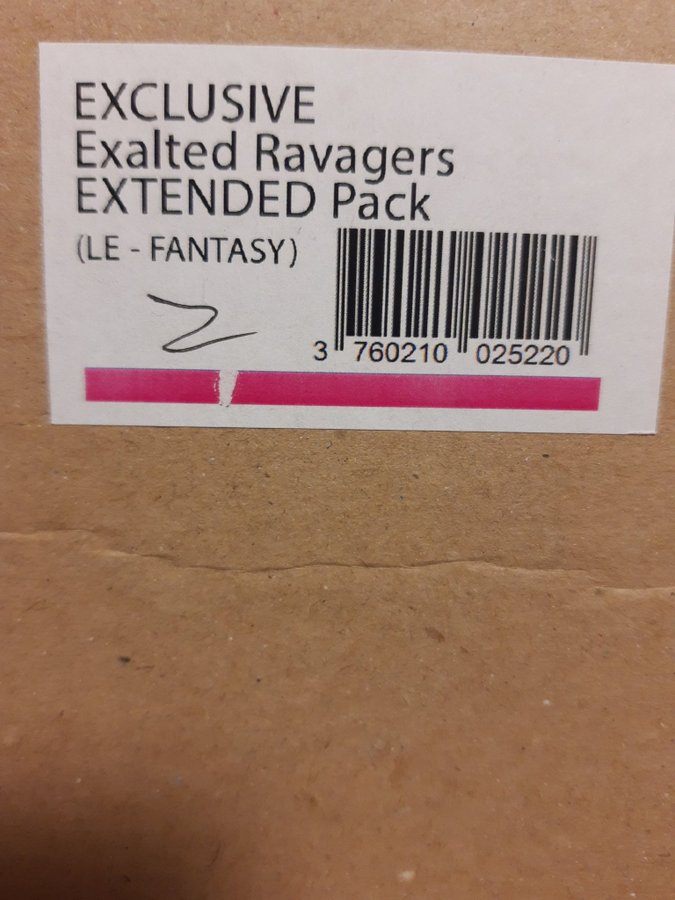 EXCLUSIVE
Exalted Ravagers
EXTENDED Pack
(LE - FANTASY)
3 760210 025220